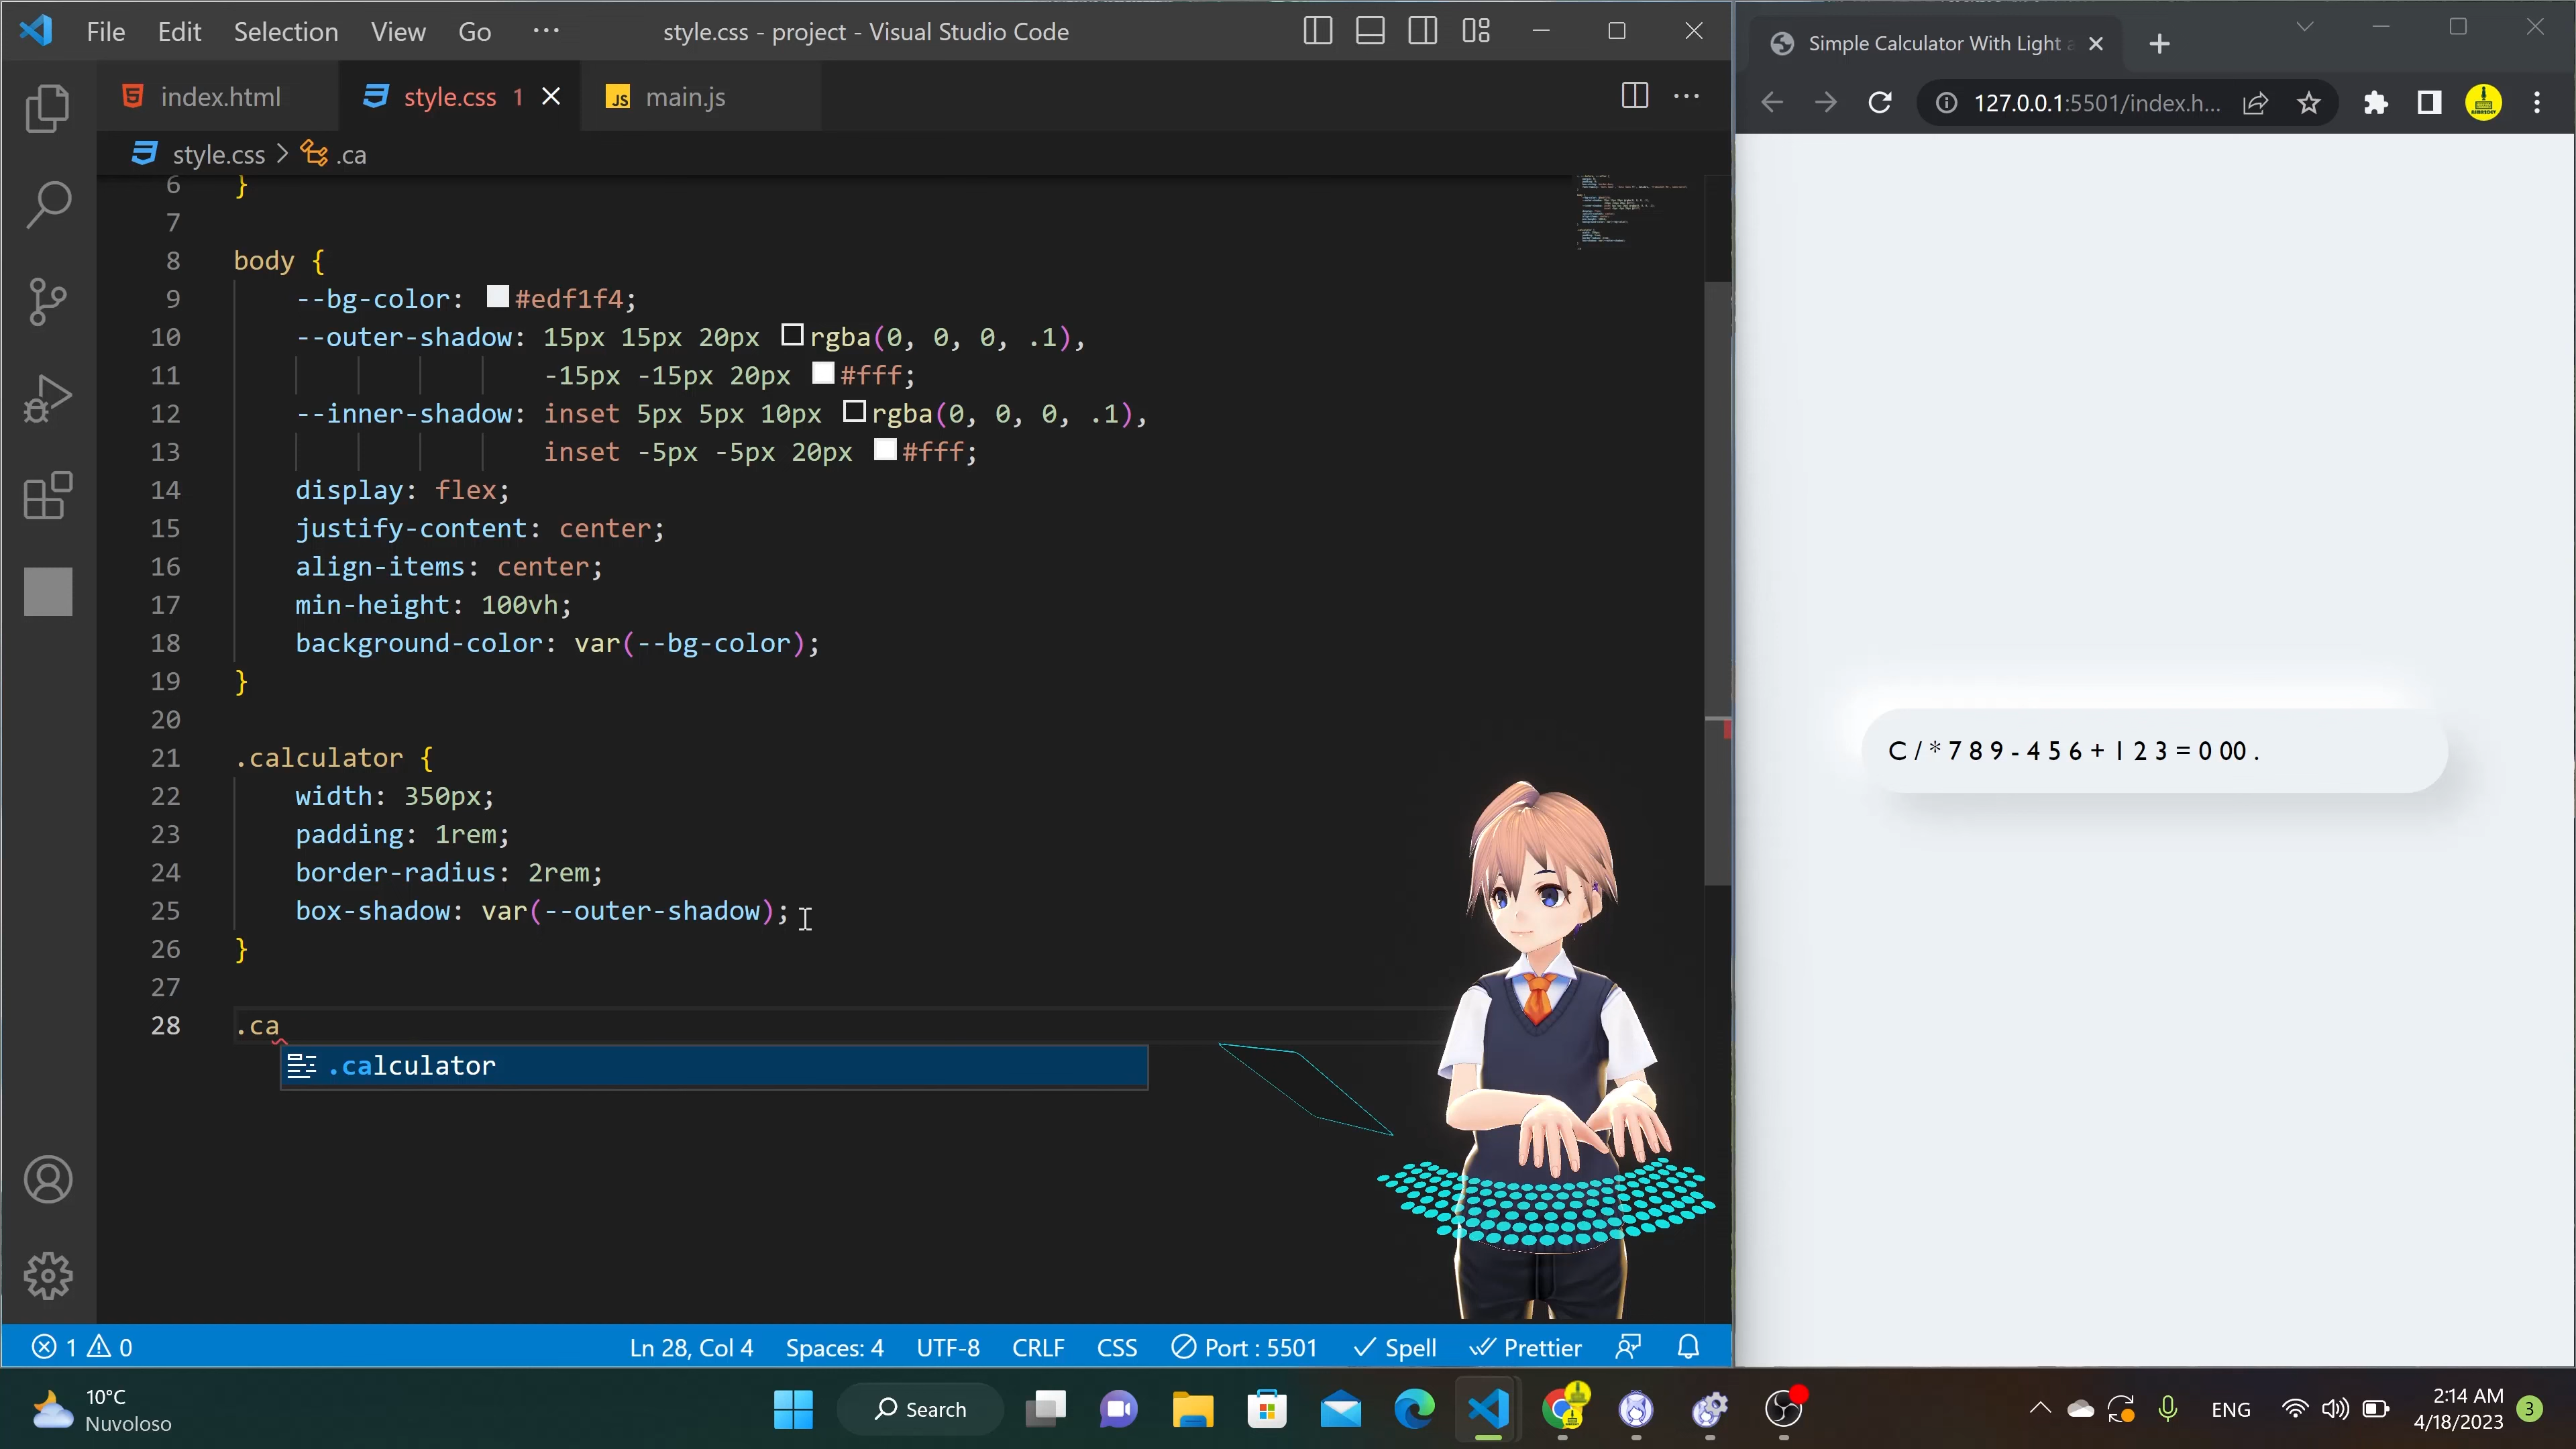 File Edit Selection View Go ··· style.css - project - Visual Studio Code
index.html style.css 1 main.js
style.css > .ca
6 }
7
8 body {
9 --bg-color: #edf1f4;
10 --outer-shadow: 15px 15px 20px rgba(0, 0, 0, .1),
11 -15px -15px 20px #fff;
12 --inner-shadow: inset 5px 5px 10px rgba(0, 0, 0, .1),
13 inset -5px -5px 20px #fff;
14 display: flex;
15 justify-content: center;
16 align-items: center;
17 min-height: 100vh;
18 background-color: var(--bg-color);
19 }
20
21 .calculator {
22 width: 350px;
23 padding: 1rem;
24 border-radius: 2rem;
25 box-shadow: var(--outer-shadow);
26 }
27
28 .ca
.calculator
1 0 Ln 28, Col 4 Spaces: 4 UTF-8 CRLF CSS Port : 5501 Spell Prettier
Simple Calculator With Light
127.0.0.1:5501/index.h...
C / * 7 8 9 - 4 5 6 + 1 2 3 = 0 00 .
10°C
Nuvoloso
Search
ENG
2:14 AM
4/18/2023
3